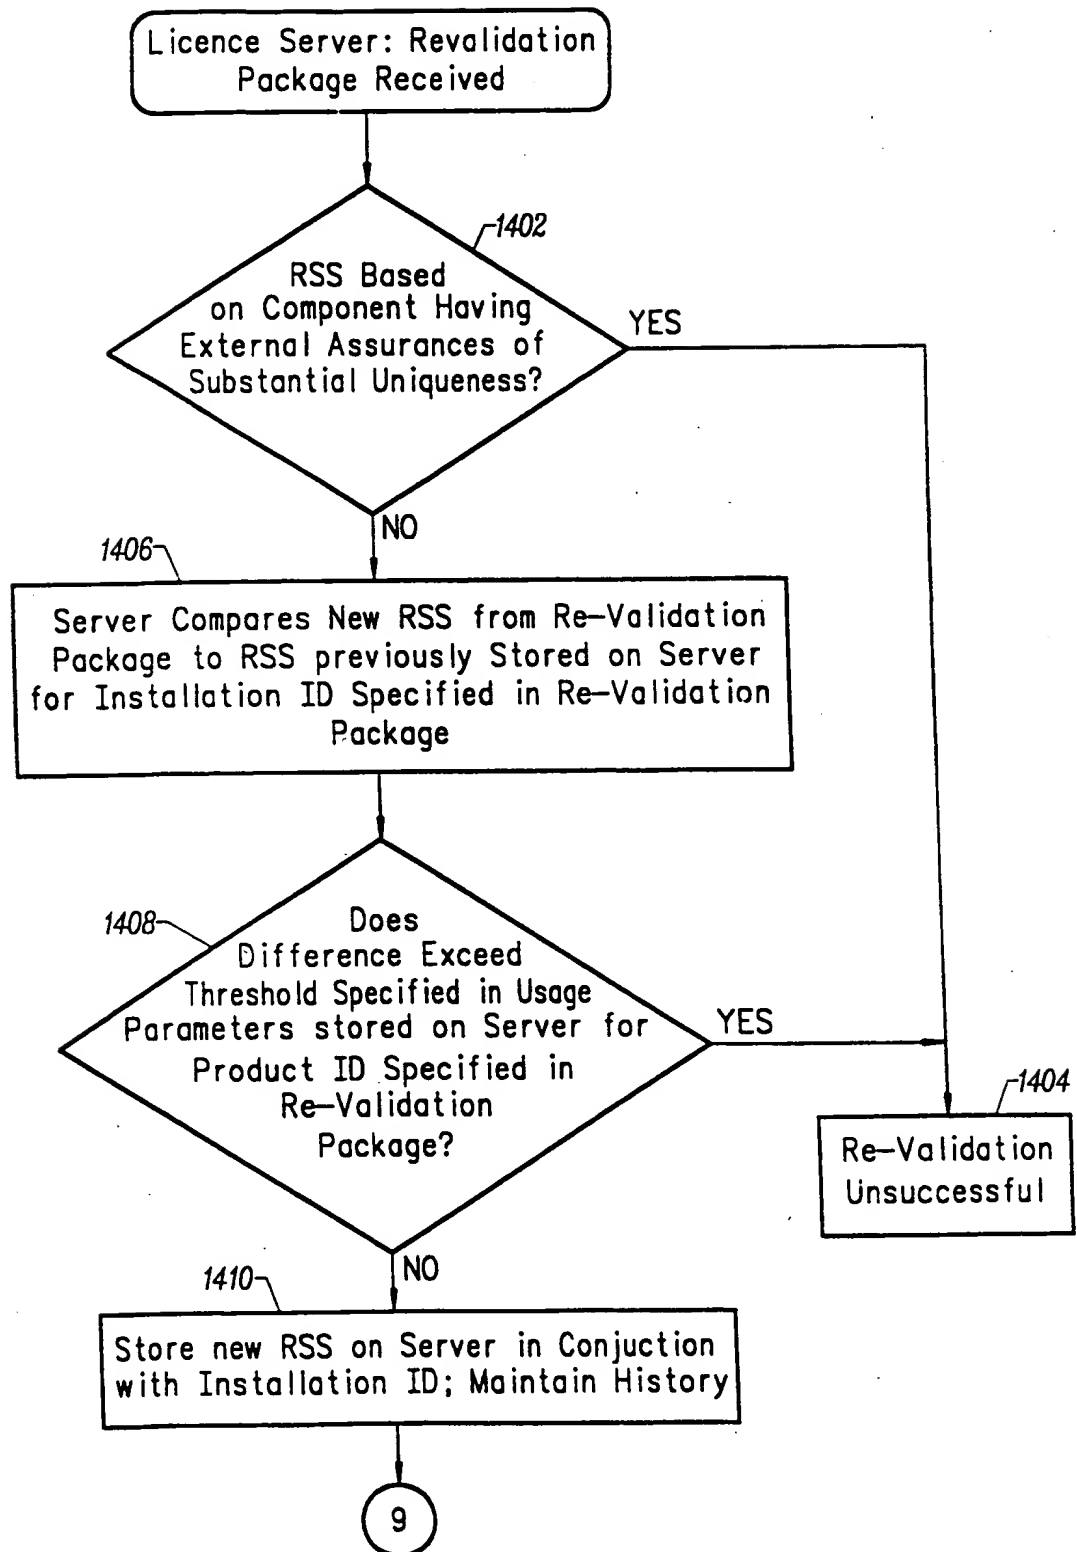 Licence Server: Revalidation
Package Received
1402
RSS Based
on Component Having
External Assurances of
Substantial Uniqueness?
YES
NO
1406
Server Compares New RSS from Re-Validation
Package to RSS previously Stored on Server
for Installation ID Specified in Re-Validation
Package
1408
Does
Difference Exceed
Threshold Specified in Usage
Parameters stored on Server for
Product ID Specified in
Re-Validation
Package?
YES
1404
Re-Validation
Unsuccessful
NO
1410
Store new RSS on Server in Conjuction
with Installation ID; Maintain History
9